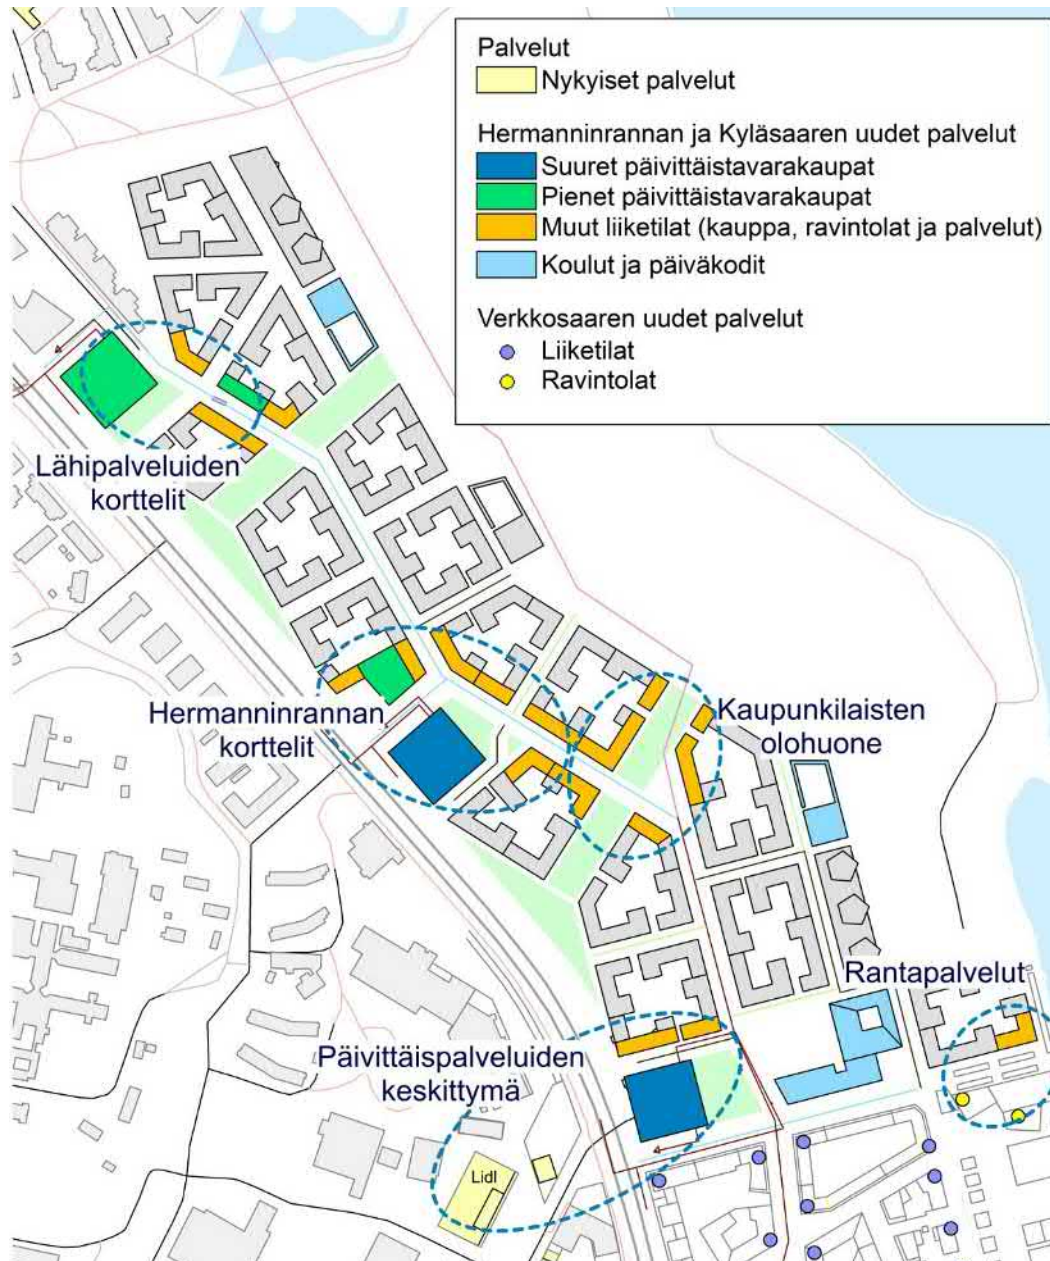 Palvelut
Nykyiset palvelut
Hermanninrannan ja Kyläsaaren uudet palvelut
Suuret päivittäistavarakaupat
Pienet päivittäistavarakaupat
Muut liiketilat (kauppa, ravintolat ja palvelut)
Koulut ja päiväkodit
Verkkosaaren uudet palvelut
Liiketilat
Ravintolat
Lähipalveluiden
korttelit
Hermanninrannan
korttelit
Kaupunkilaisten
olohuone
Rantapalvelut
Päivittäispalveluiden
keskittymä
Lidl